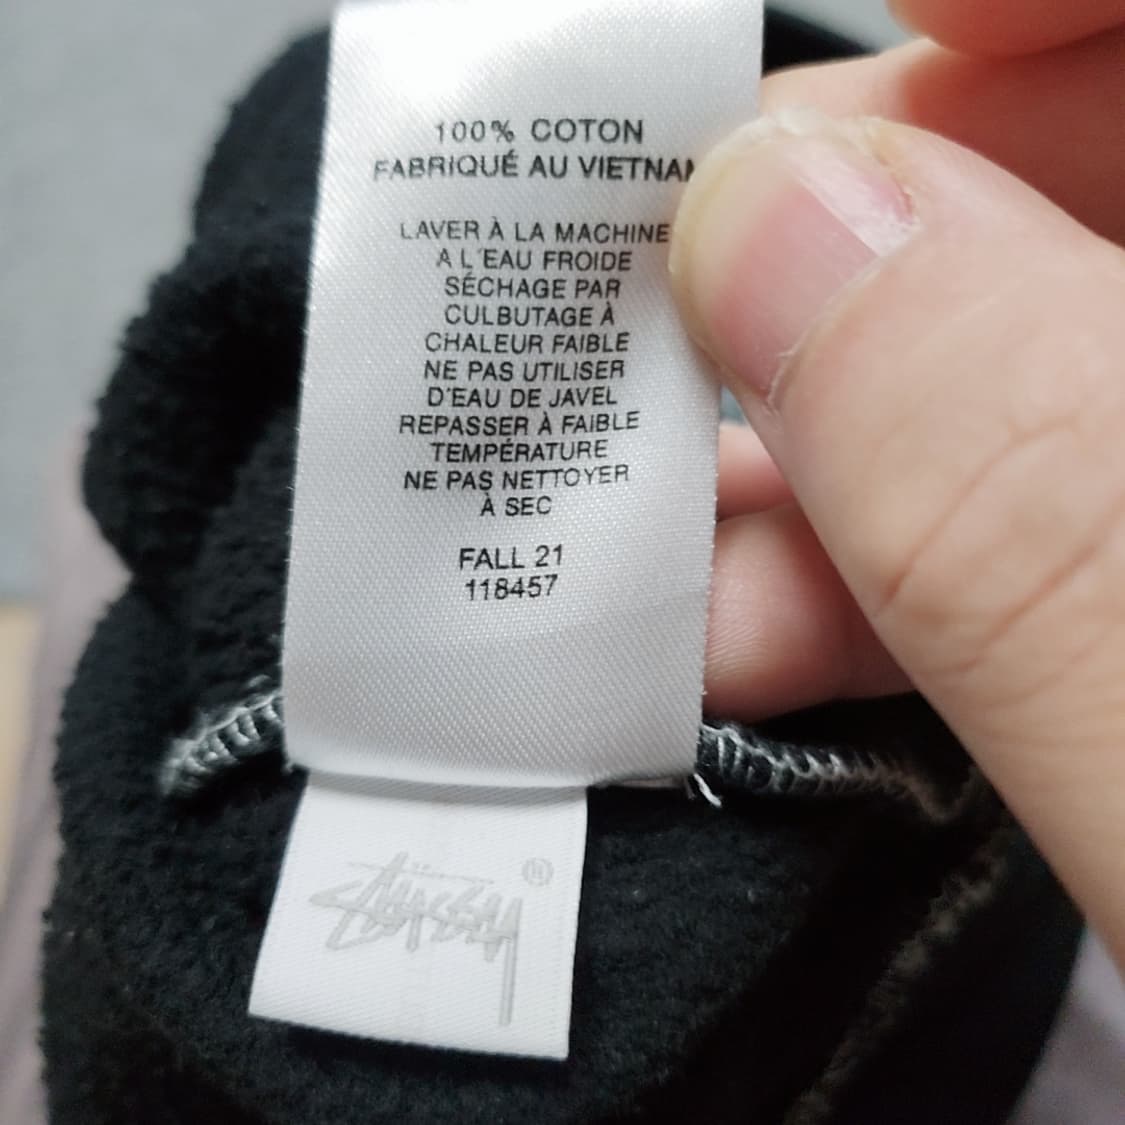 100% COTON
FABRIQUÉ AU VIETNAM
LAVER À LA MACHINE
A L'EAU FROIDE
SÉCHAGE PAR
CULBUTAGE À
CHALEUR FAIBLE
NE PAS UTILISER
D'EAU DE JAVEL
REPASSER À FAIBLE
TEMPÉRATURE
NE PAS NETTOYER
À SEC
FALL 21
118457
Stüssy ®